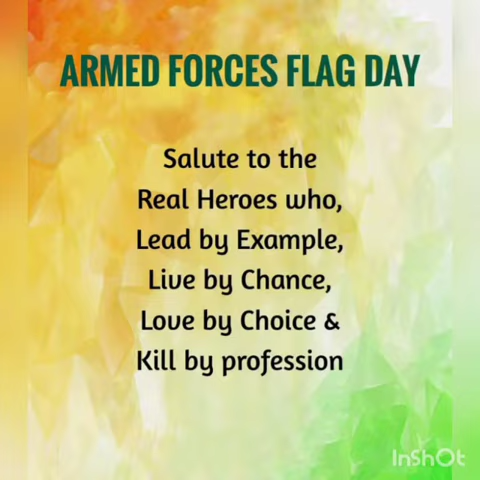 ARMED FORCES FLAG DAY
Salute to the
Real Heroes who,
Lead by Example,
Live by Chance,
Love by Choice &
Kill by profession
InShOt